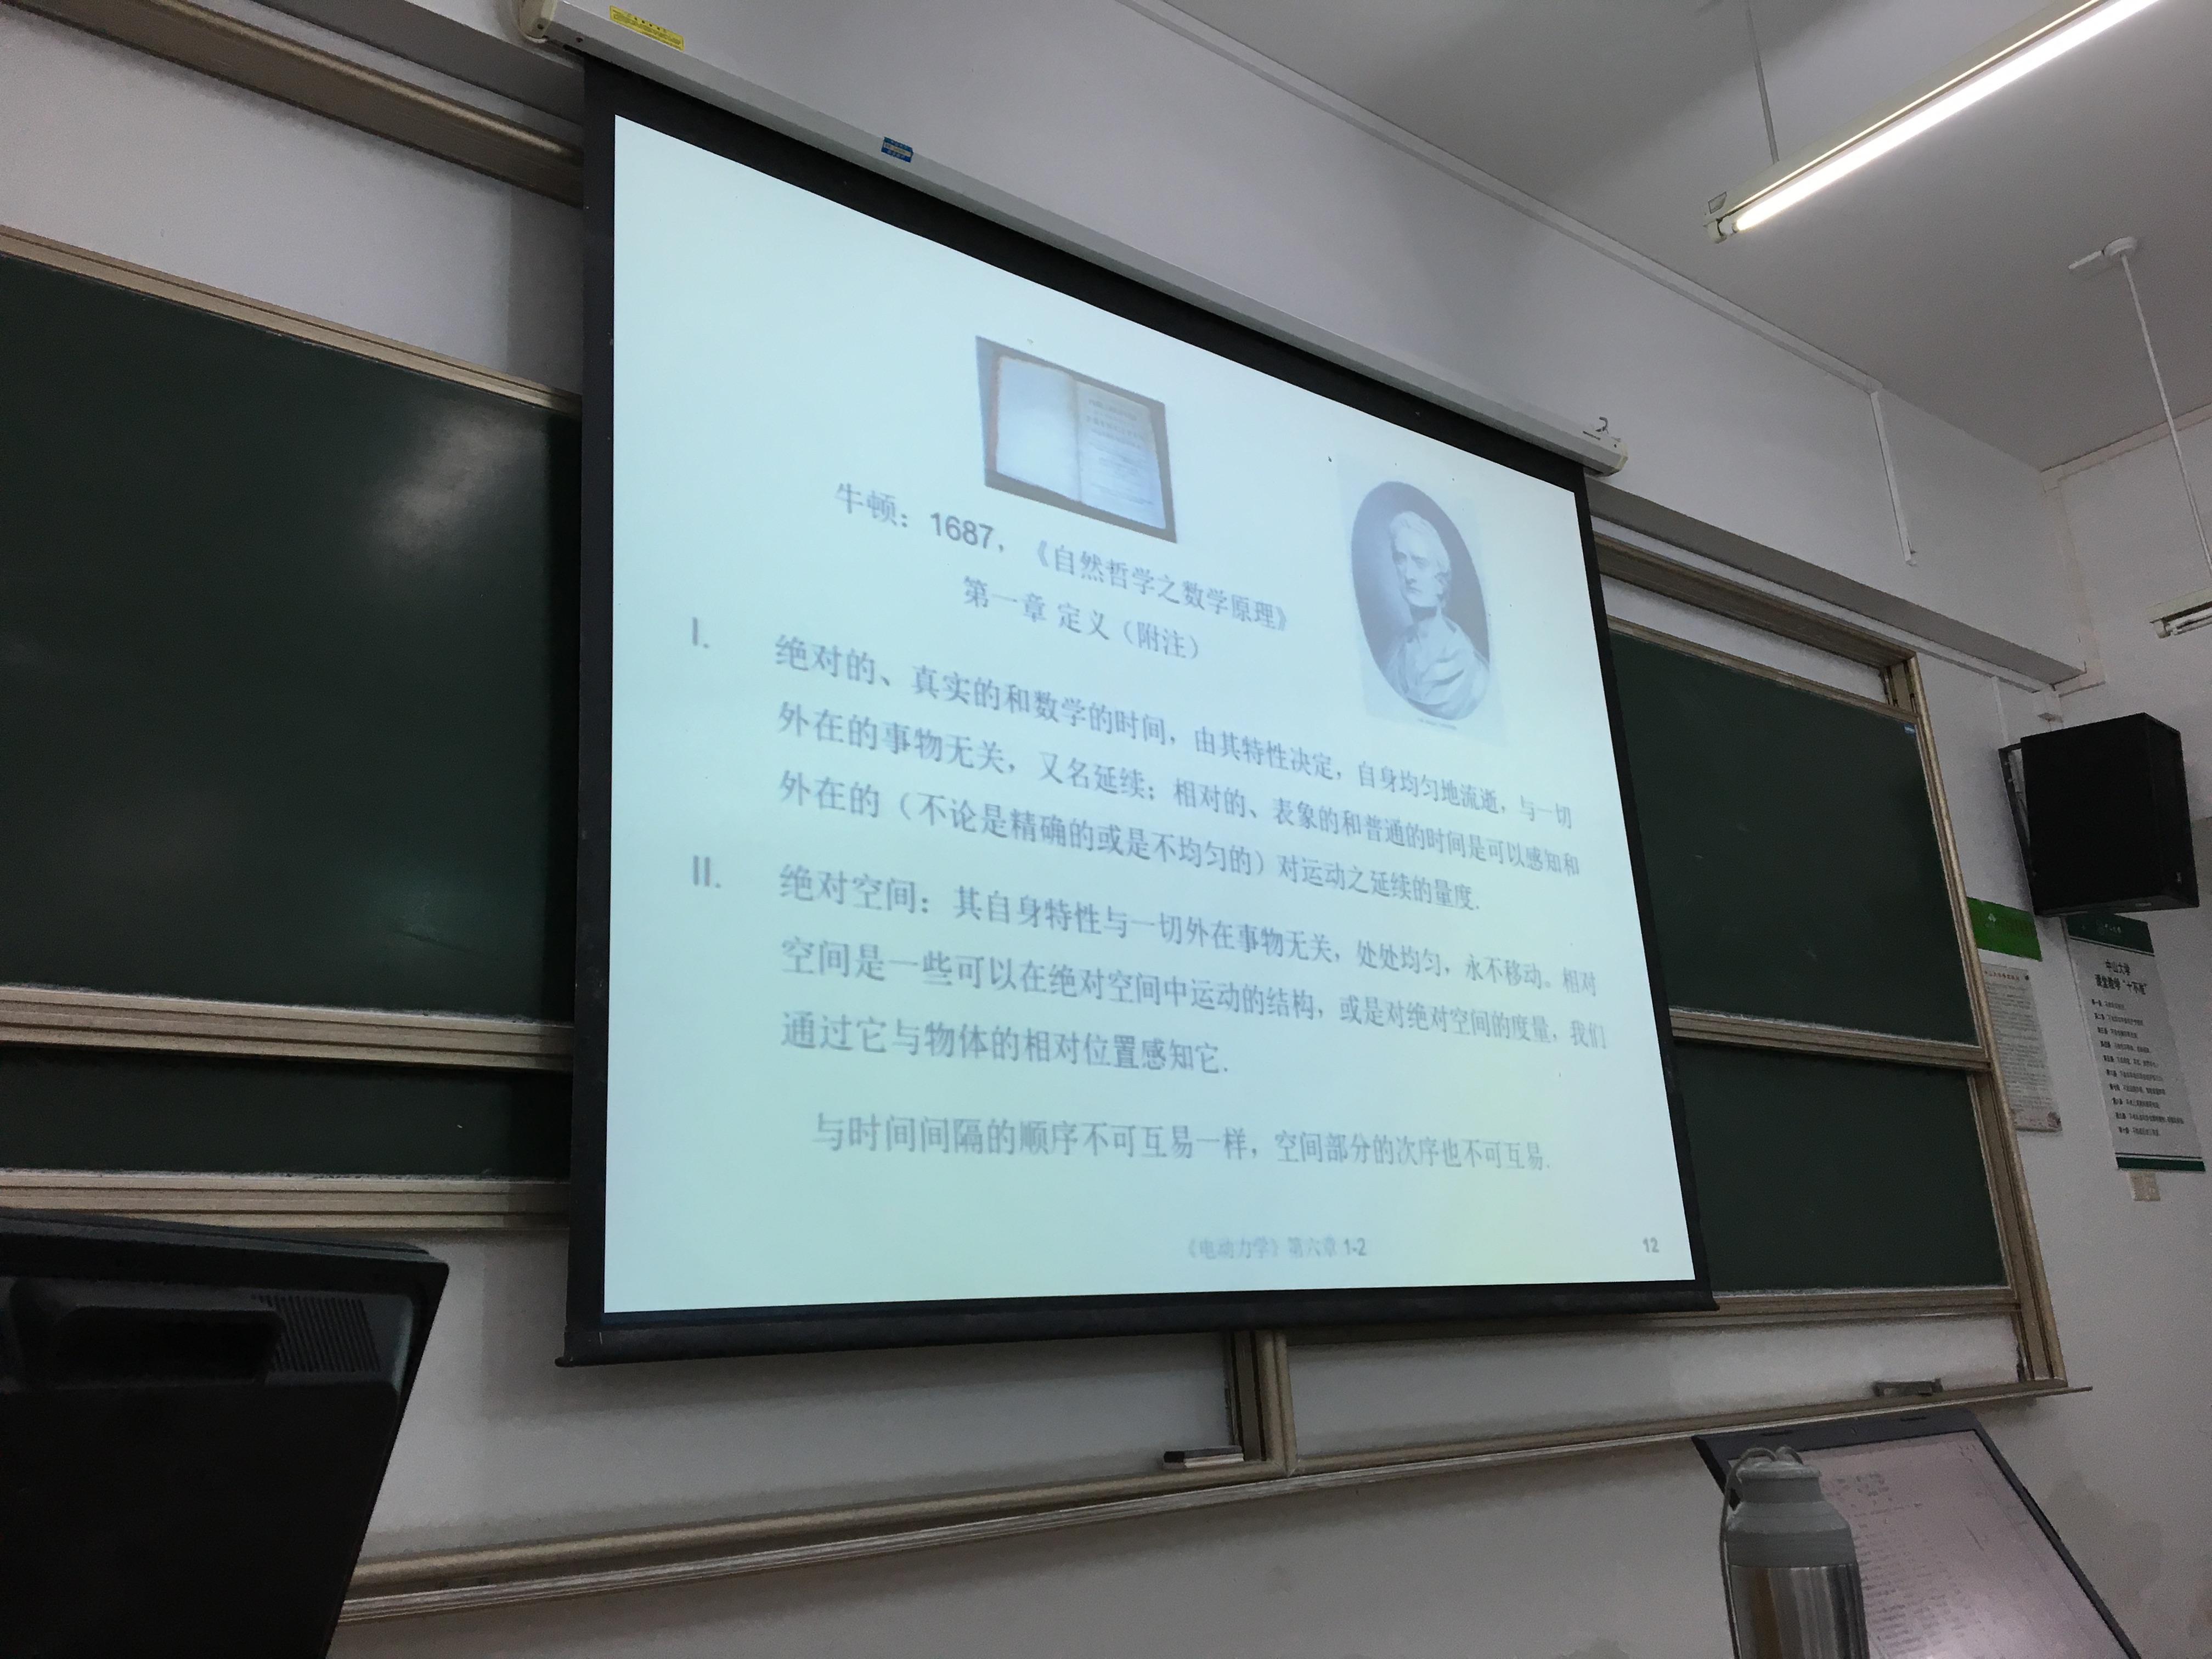 牛顿：1687，《自然哲学之数学原理》
第一章 定义（附注）
I. 绝对的、真实的和数学的时间，由其特性决定，自身均匀地流逝，与一切
外在的事物无关，又名延续；相对的、表象的和普通的时间是可以感知和
外在的（不论是精确的或是不均匀的）对运动之延续的量度.
II. 绝对空间：其自身特性与一切外在事物无关，处处均匀，永不移动。相对
空间是一些可以在绝对空间中运动的结构，或是对绝对空间的度量，我们
通过它与物体的相对位置感知它.
与时间间隔的顺序不可互易一样，空间部分的次序也不可互易.
《电动力学》第六章 1-2
12
中山大学
课堂教学“十不准”